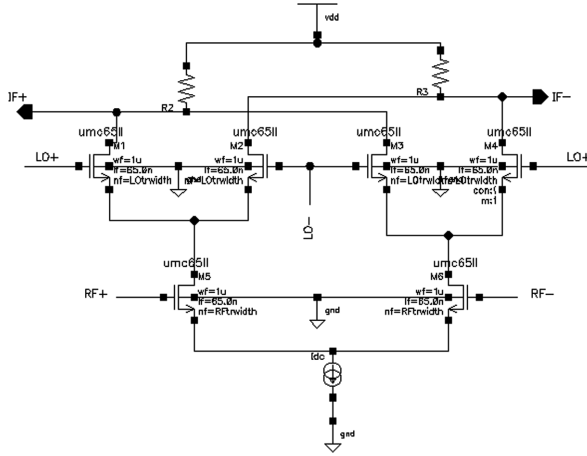 vdd
IF+
R2
R3
IF-
umc65ll
umc65ll
umc65ll
umc65ll
M1
M2
M3
M4
LO+
wf=1u
wf=1u
wf=1u
wf=1u
LO+
lf=65.0n
lf=65.0n
lf=65.0n
lf=65.0n
nf=LOtrwidth
gnd
nf=LOtrwidth
con:(
m:1
LO-
umc65ll
umc65ll
M5
M6
RF+
wf=1u
wf=1u
RF-
lf=65.0n
gnd
lf=65.0n
nf=RFtrwidth
nf=RFtrwidth
Idc
gnd